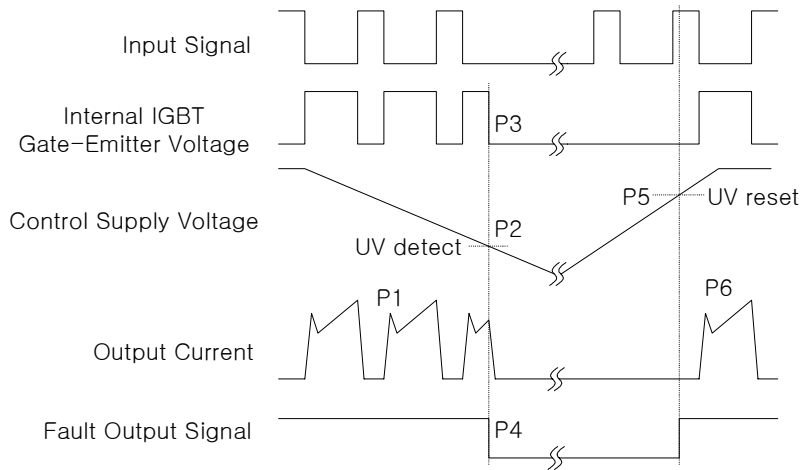 Input Signal
Internal IGBT
Gate-Emitter Voltage
P3
Control Supply Voltage
P5
UV reset
P2
UV detect
P1
P6
Output Current
Fault Output Signal
P4